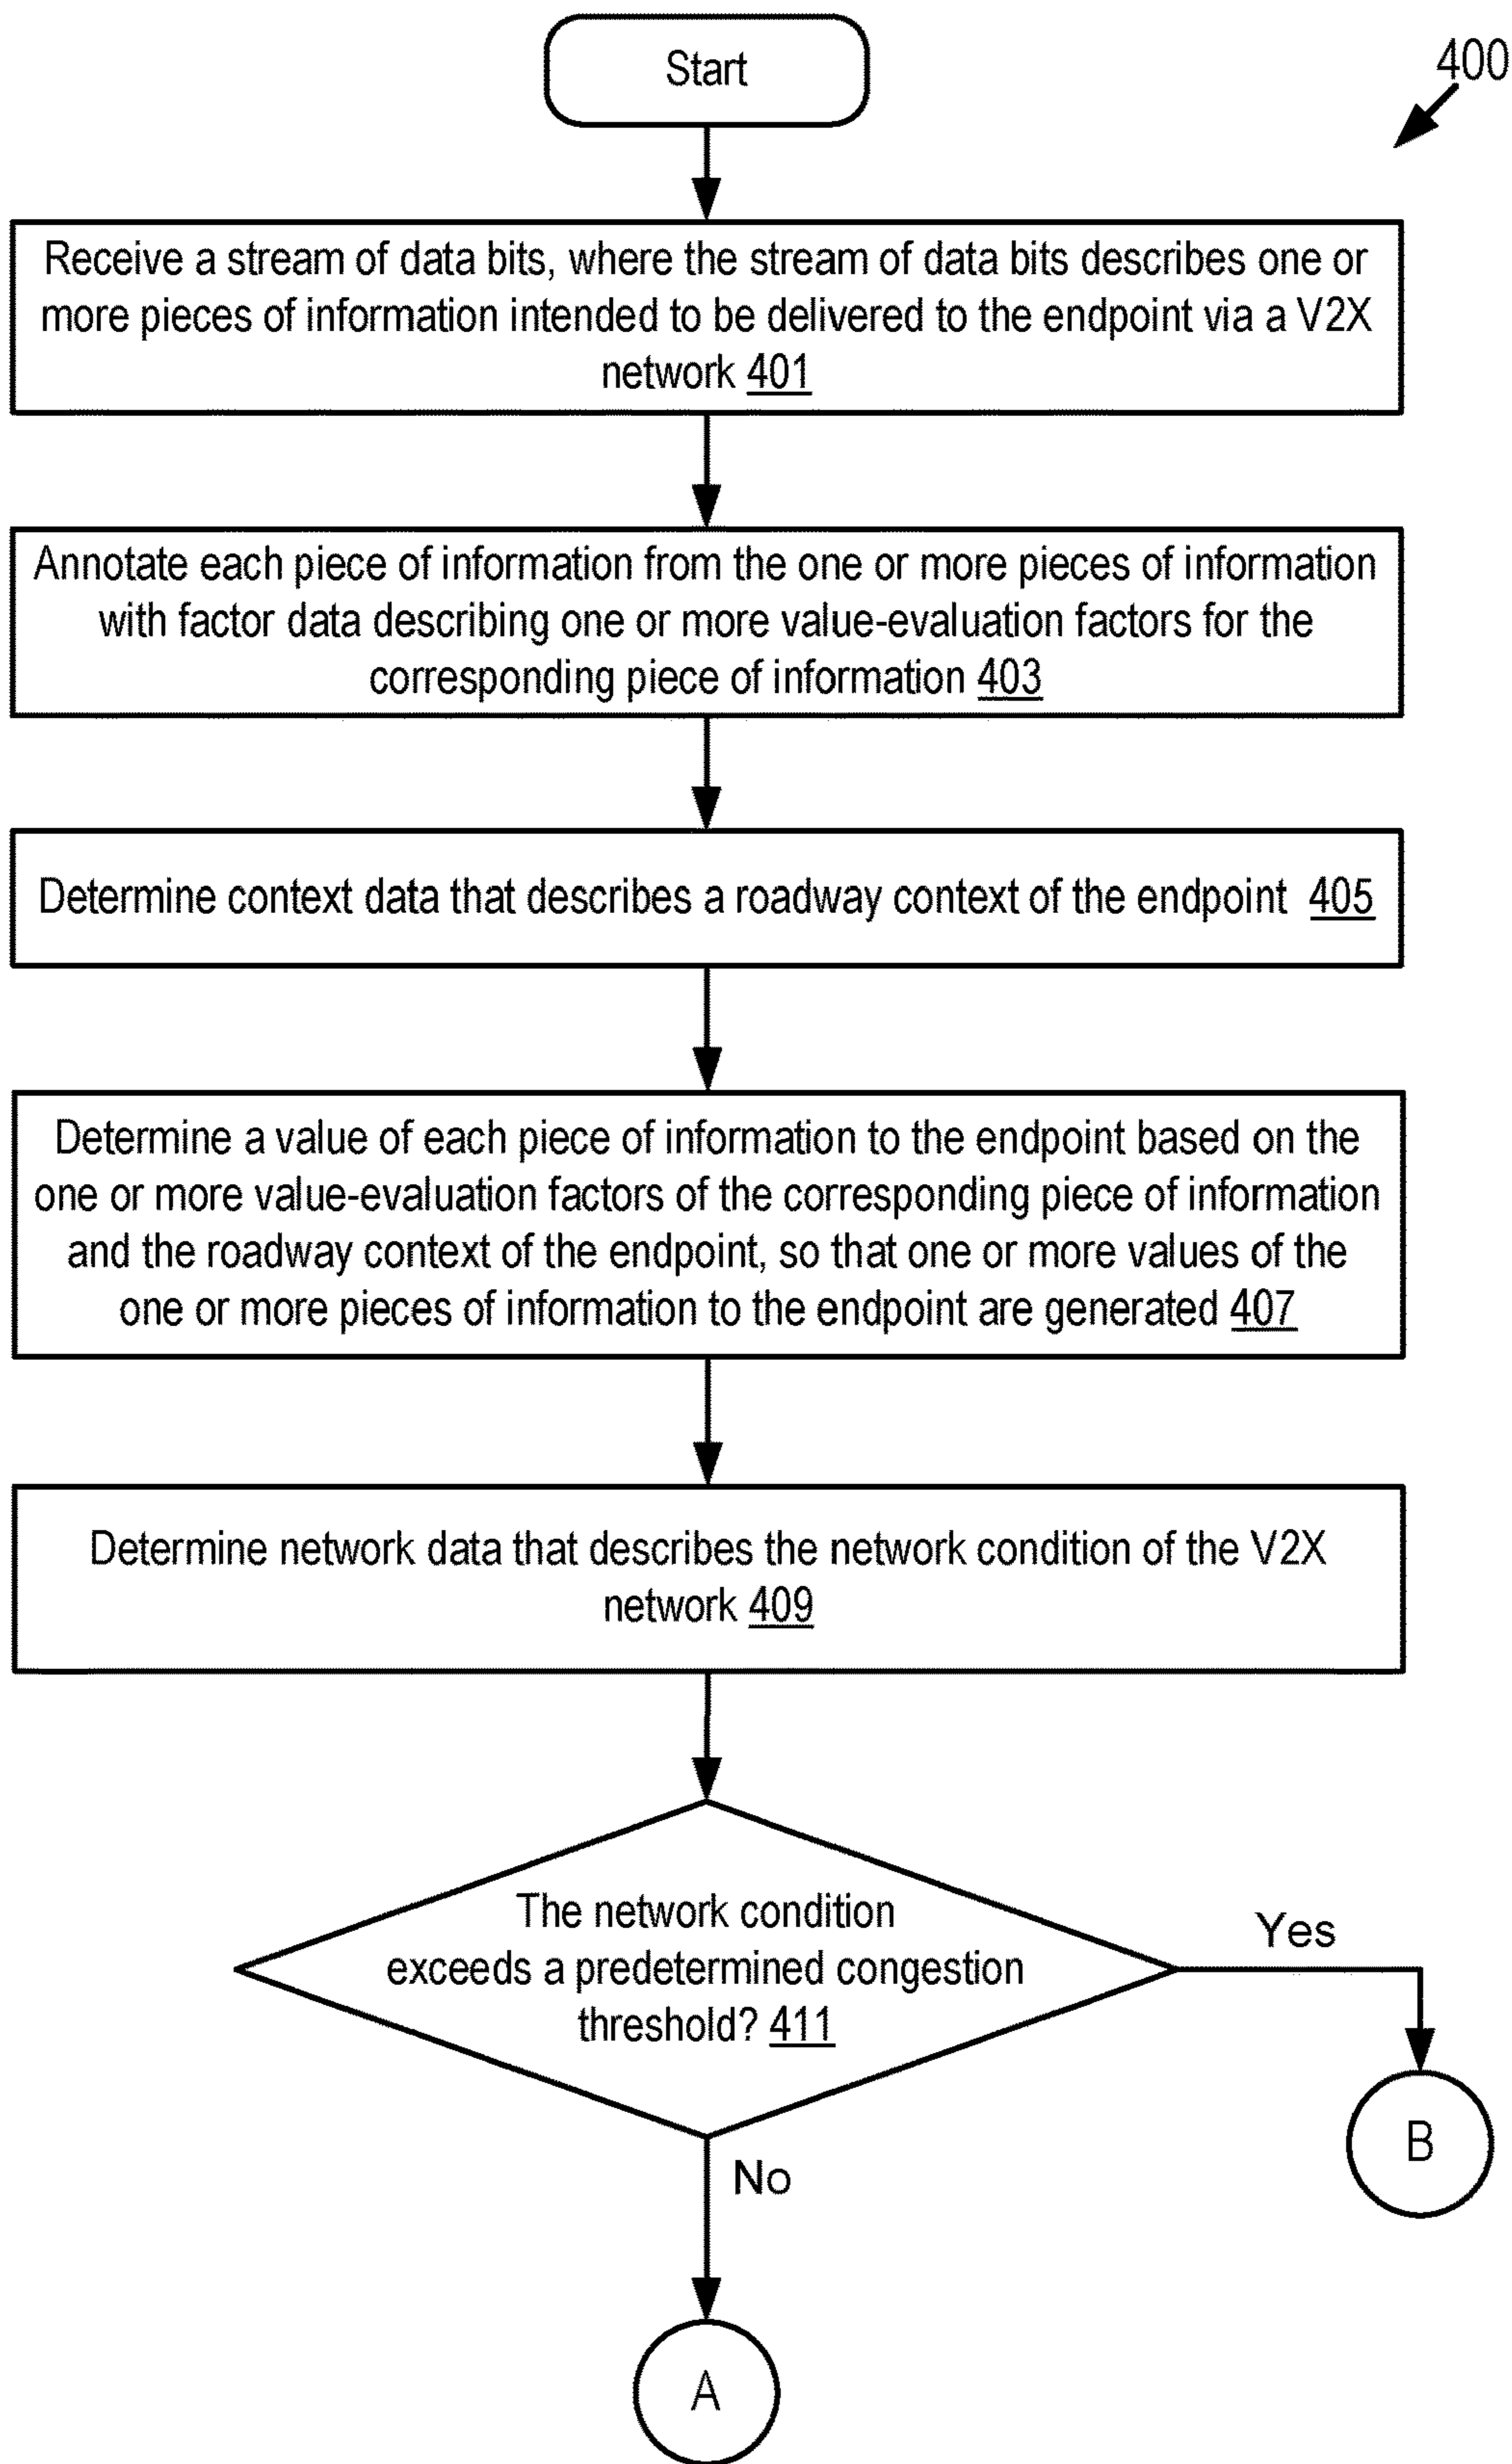 Start
400
Receive a stream of data bits, where the stream of data bits describes one or
more pieces of information intended to be delivered to the endpoint via a V2X
network 401
Annotate each piece of information from the one or more pieces of information
with factor data describing one or more value-evaluation factors for the
corresponding piece of information 403
Determine context data that describes a roadway context of the endpoint 405
Determine a value of each piece of information to the endpoint based on the
one or more value-evaluation factors of the corresponding piece of information
and the roadway context of the endpoint, so that one or more values of the
one or more pieces of information to the endpoint are generated 407
Determine network data that describes the network condition of the V2X
network 409
The network condition
exceeds a predetermined congestion
threshold? 411
Yes
B
No
A